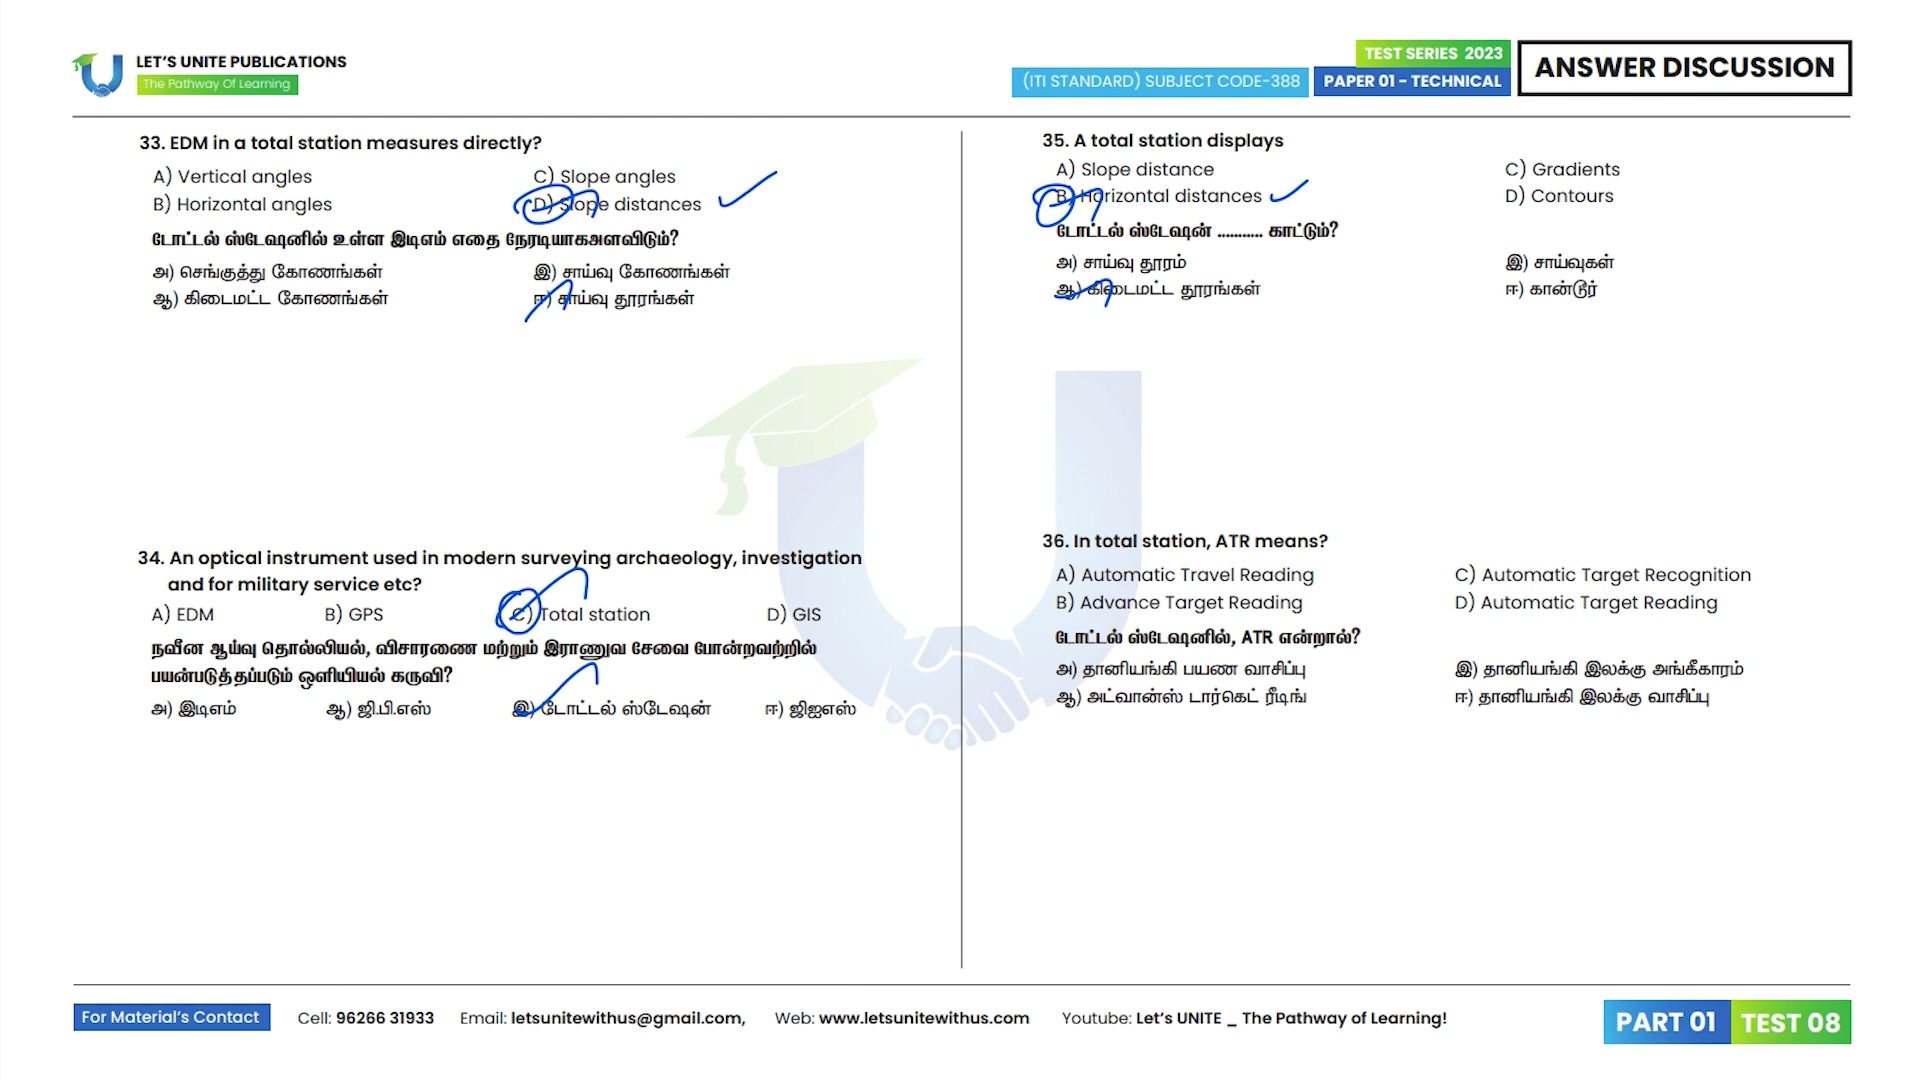 LET'S UNITE PUBLICATIONS
The Pathway Of Learning
TEST SERIES 2023
(ITI STANDARD) SUBJECT CODE-388
PAPER 01 - TECHNICAL
ANSWER DISCUSSION
33. EDM in a total station measures directly?
A) Vertical angles
C) Slope angles
B) Horizontal angles
D) Slope distances
டோட்டல் ஸ்டேஷனில் உள்ள இடிஎம் எதை நேரடியாகஅளவிடும்?
அ) செங்குத்து கோணங்கள்
இ) சாய்வு கோணங்கள்
ஆ) கிடைமட்ட கோணங்கள்
ஈ) சாய்வு தூரங்கள்
34. An optical instrument used in modern surveying archaeology, investigation
and for military service etc?
A) EDM B) GPS C) Total station D) GIS
நவீன ஆய்வு தொல்லியல், விசாரணை மற்றும் இராணுவ சேவை போன்றவற்றில்
பயன்படுத்தப்படும் ஒளியியல் கருவி?
அ) இடிஎம் ஆ) ஜி.பி.எஸ் இ) டோட்டல் ஸ்டேஷன் ஈ) ஜிஐஎஸ்
35. A total station displays
A) Slope distance
C) Gradients
B) Horizontal distances
D) Contours
டோட்டல் ஸ்டேஷன் ........... காட்டும்?
அ) சாய்வு தூரம்
இ) சாய்வுகள்
ஆ) கிடைமட்ட தூரங்கள்
ஈ) கான்டூர்
36. In total station, ATR means?
A) Automatic Travel Reading
C) Automatic Target Recognition
B) Advance Target Reading
D) Automatic Target Reading
டோட்டல் ஸ்டேஷனில், ATR என்றால்?
அ) தானியங்கி பயண வாசிப்பு
இ) தானியங்கி இலக்கு அங்கீகாரம்
ஆ) அட்வான்ஸ் டார்கெட் ரீடிங்
ஈ) தானியங்கி இலக்கு வாசிப்பு
For Material's Contact
Cell: 96266 31933
Email: letsunitewithus@gmail.com,
Web: www.letsunitewithus.com
Youtube: Let's UNITE _ The Pathway of Learning!
PART 01
TEST 08